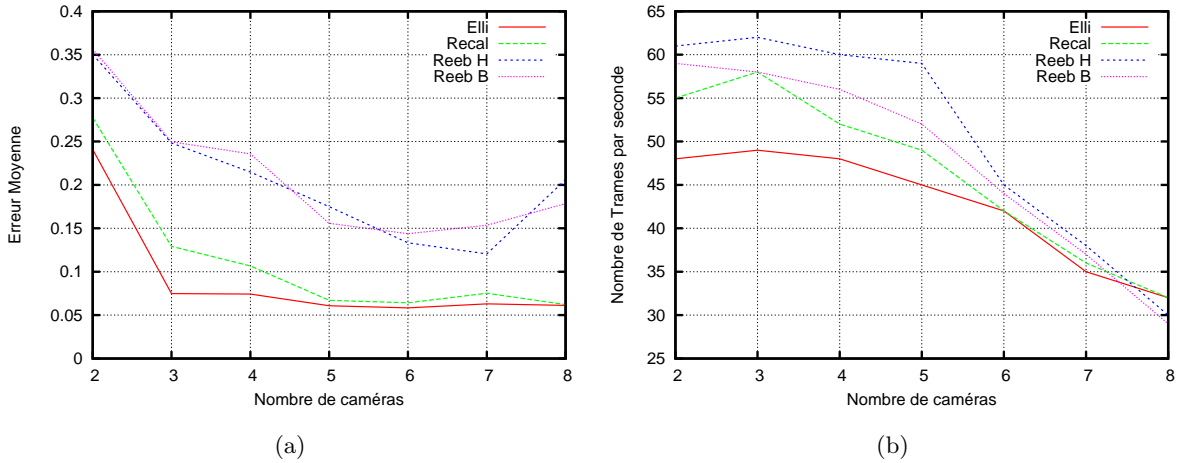 Elli
Recal
Reeb H
Reeb B
0.4
0.35
0.3
0.25
0.2
0.15
0.1
0.05
0
Erreur Moyenne
2 3 4 5 6 7 8
Nombre de caméras
(a)
Elli
Recal
Reeb H
Reeb B
65
60
55
50
45
40
35
30
25
Nombre de Trames par seconde
2 3 4 5 6 7 8
Nombre de caméras
(b)